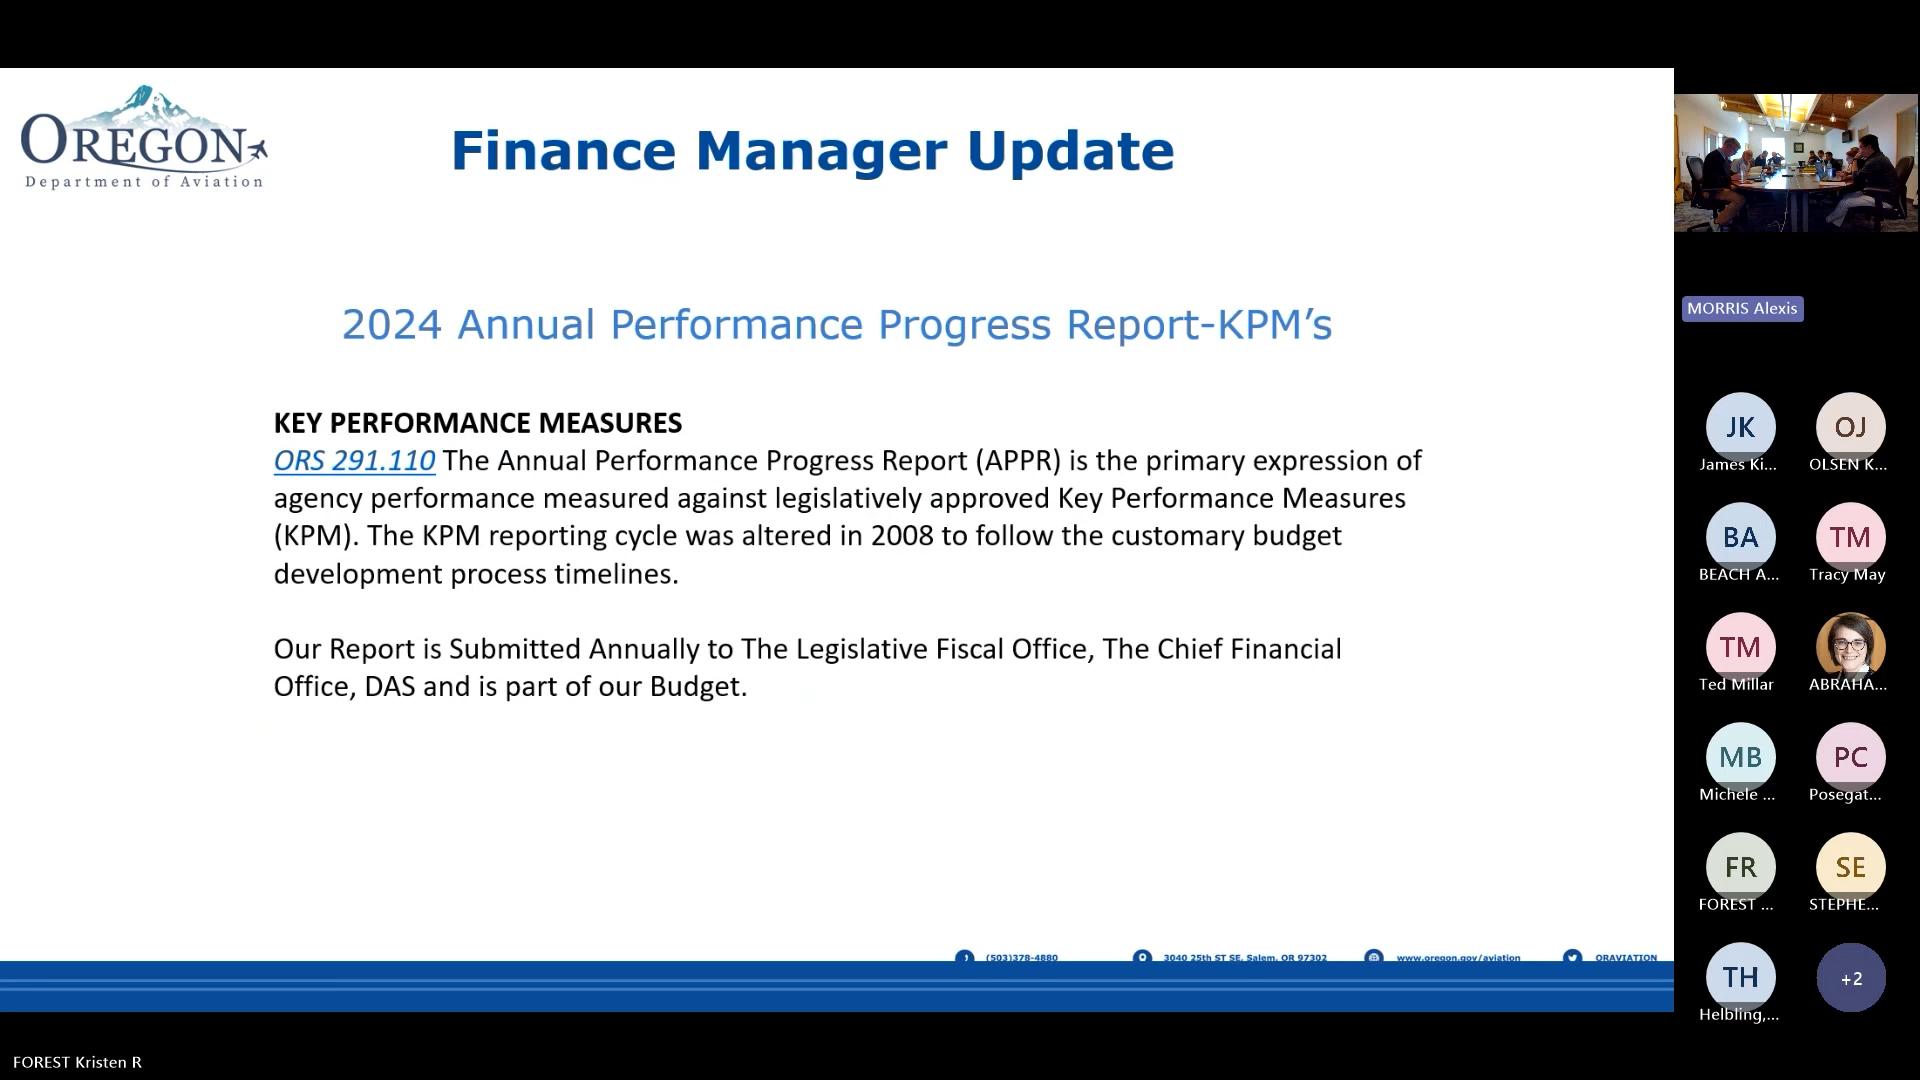 OREGON
Department of Aviation
Finance Manager Update
2024 Annual Performance Progress Report-KPM’s
KEY PERFORMANCE MEASURES
ORS 291.110 The Annual Performance Progress Report (APPR) is the primary expression of
agency performance measured against legislatively approved Key Performance Measures
(KPM). The KPM reporting cycle was altered in 2008 to follow the customary budget
development process timelines.
Our Report is Submitted Annually to The Legislative Fiscal Office, The Chief Financial
Office, DAS and is part of our Budget.
(503)378-4880
3040 25th ST SE, Salem, OR 97302
www.oregon.gov/aviation
ORAVIATION
FOREST Kristen R
MORRIS Alexis
JK
OJ
James Ki...
OLSEN K...
BA
TM
BEACH A...
Tracy May
TM
Ted Millar
ABRAHA...
MB
PC
Michele ...
Posegat...
FR
SE
FOREST ...
STEPHE...
TH
+2
Helbling,...